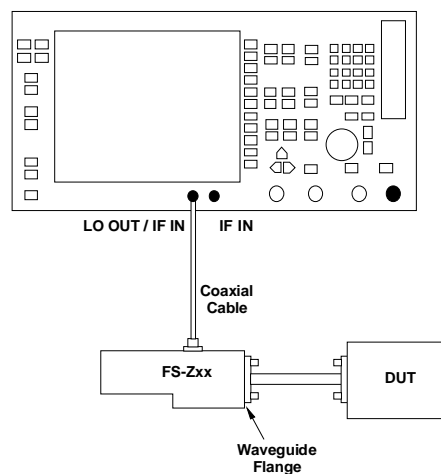 LO OUT / IF IN IF IN
Coaxial
Cable
FS-Zxx
DUT
Waveguide
Flange